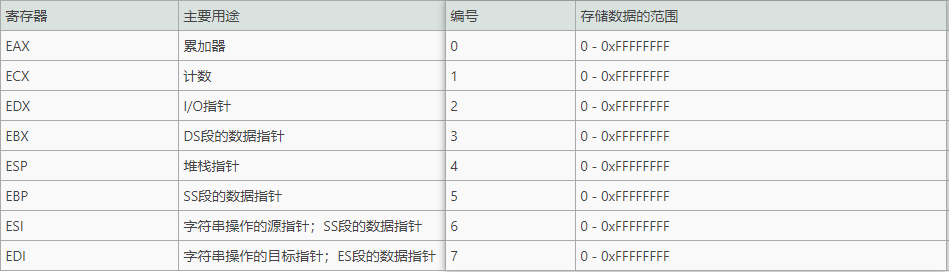 寄存器 主要用途 编号 存储数据的范围
EAX 累加器 0 0 - 0xFFFFFFFF
ECX 计数 1 0 - 0xFFFFFFFF
EDX I/O指针 2 0 - 0xFFFFFFFF
EBX DS段的数据指针 3 0 - 0xFFFFFFFF
ESP 堆栈指针 4 0 - 0xFFFFFFFF
EBP SS段的数据指针 5 0 - 0xFFFFFFFF
ESI 字符串操作的源指针；SS段的数据指针 6 0 - 0xFFFFFFFF
EDI 字符串操作的目标指针；ES段的数据指针 7 0 - 0xFFFFFFFF